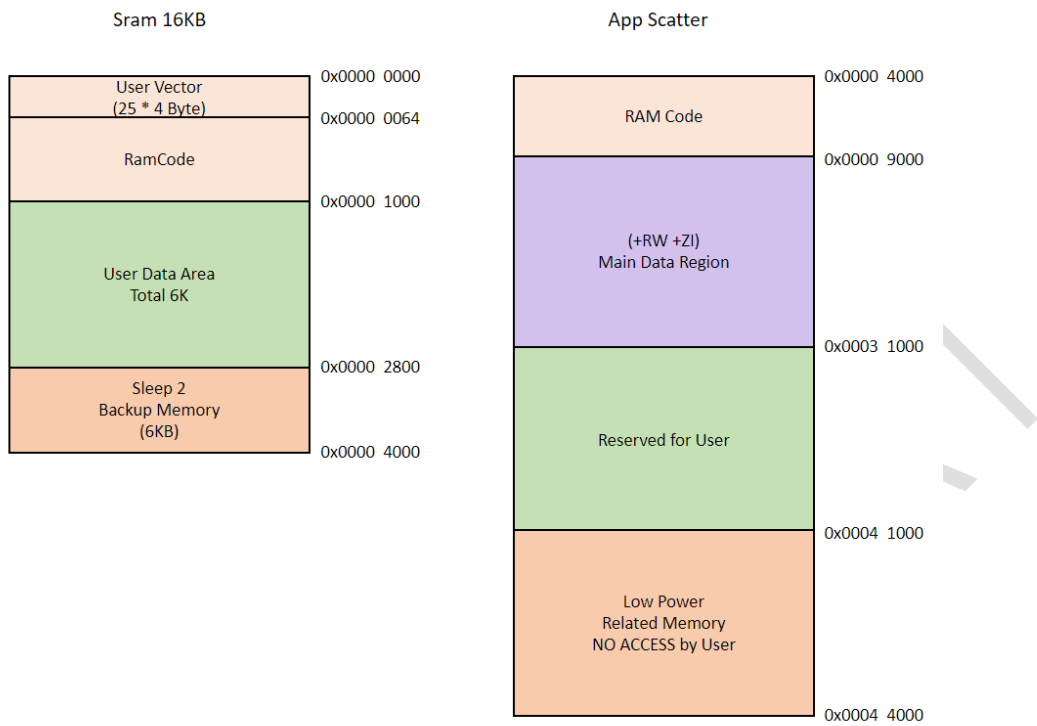 Sram 16KB
User Vector
(25 * 4 Byte)
RamCode
User Data Area
Total 6K
Sleep 2
Backup Memory
(6KB)
0x0000 0000
0x0000 0064
0x0000 1000
0x0000 2800
0x0000 4000
App Scatter
RAM Code
(+RW +ZI)
Main Data Region
Reserved for User
Low Power
Related Memory
NO ACCESS by User
0x0000 4000
0x0000 9000
0x0003 1000
0x0004 1000
0x0004 4000